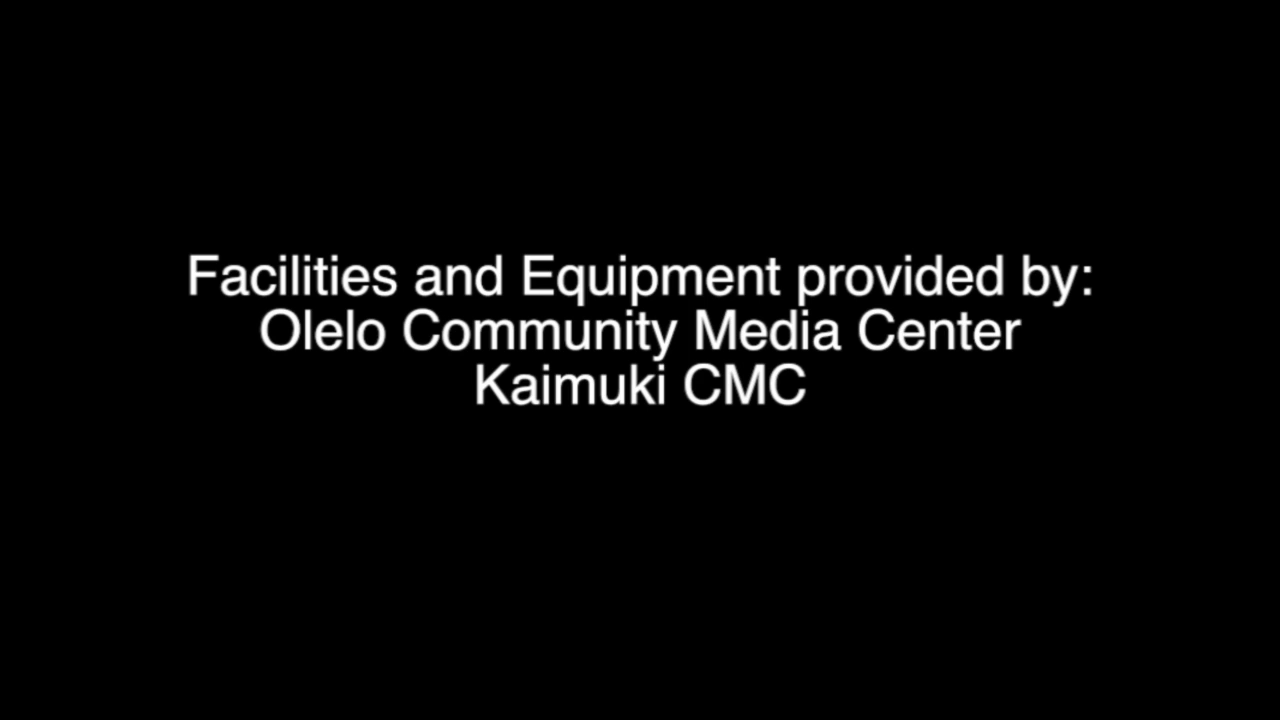 Facilities and Equipment provided by:
Olelo Community Media Center
Kaimuki CMC